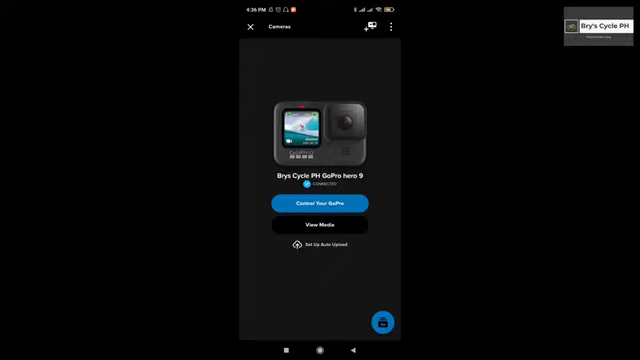 4:36 PM
Cameras
Bry's Cycle PH
GoPro
Brys Cycle PH GoPro hero 9
CONNECTED
Control Your GoPro
View Media
Set Up Auto Upload